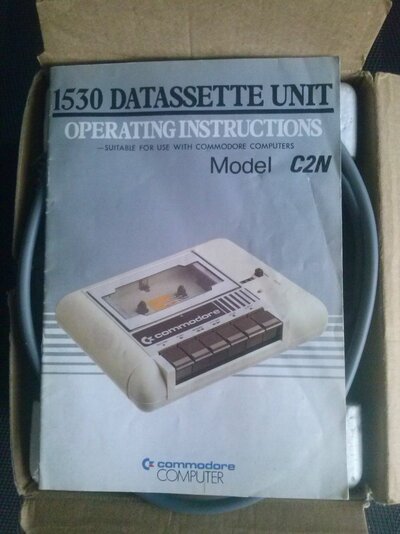 1530 DATASSETTE UNIT
OPERATING INSTRUCTIONS
—SUITABLE FOR USE WITH COMMODORE COMPUTERS
Model C2N
commodore
commodore
COMPUTER